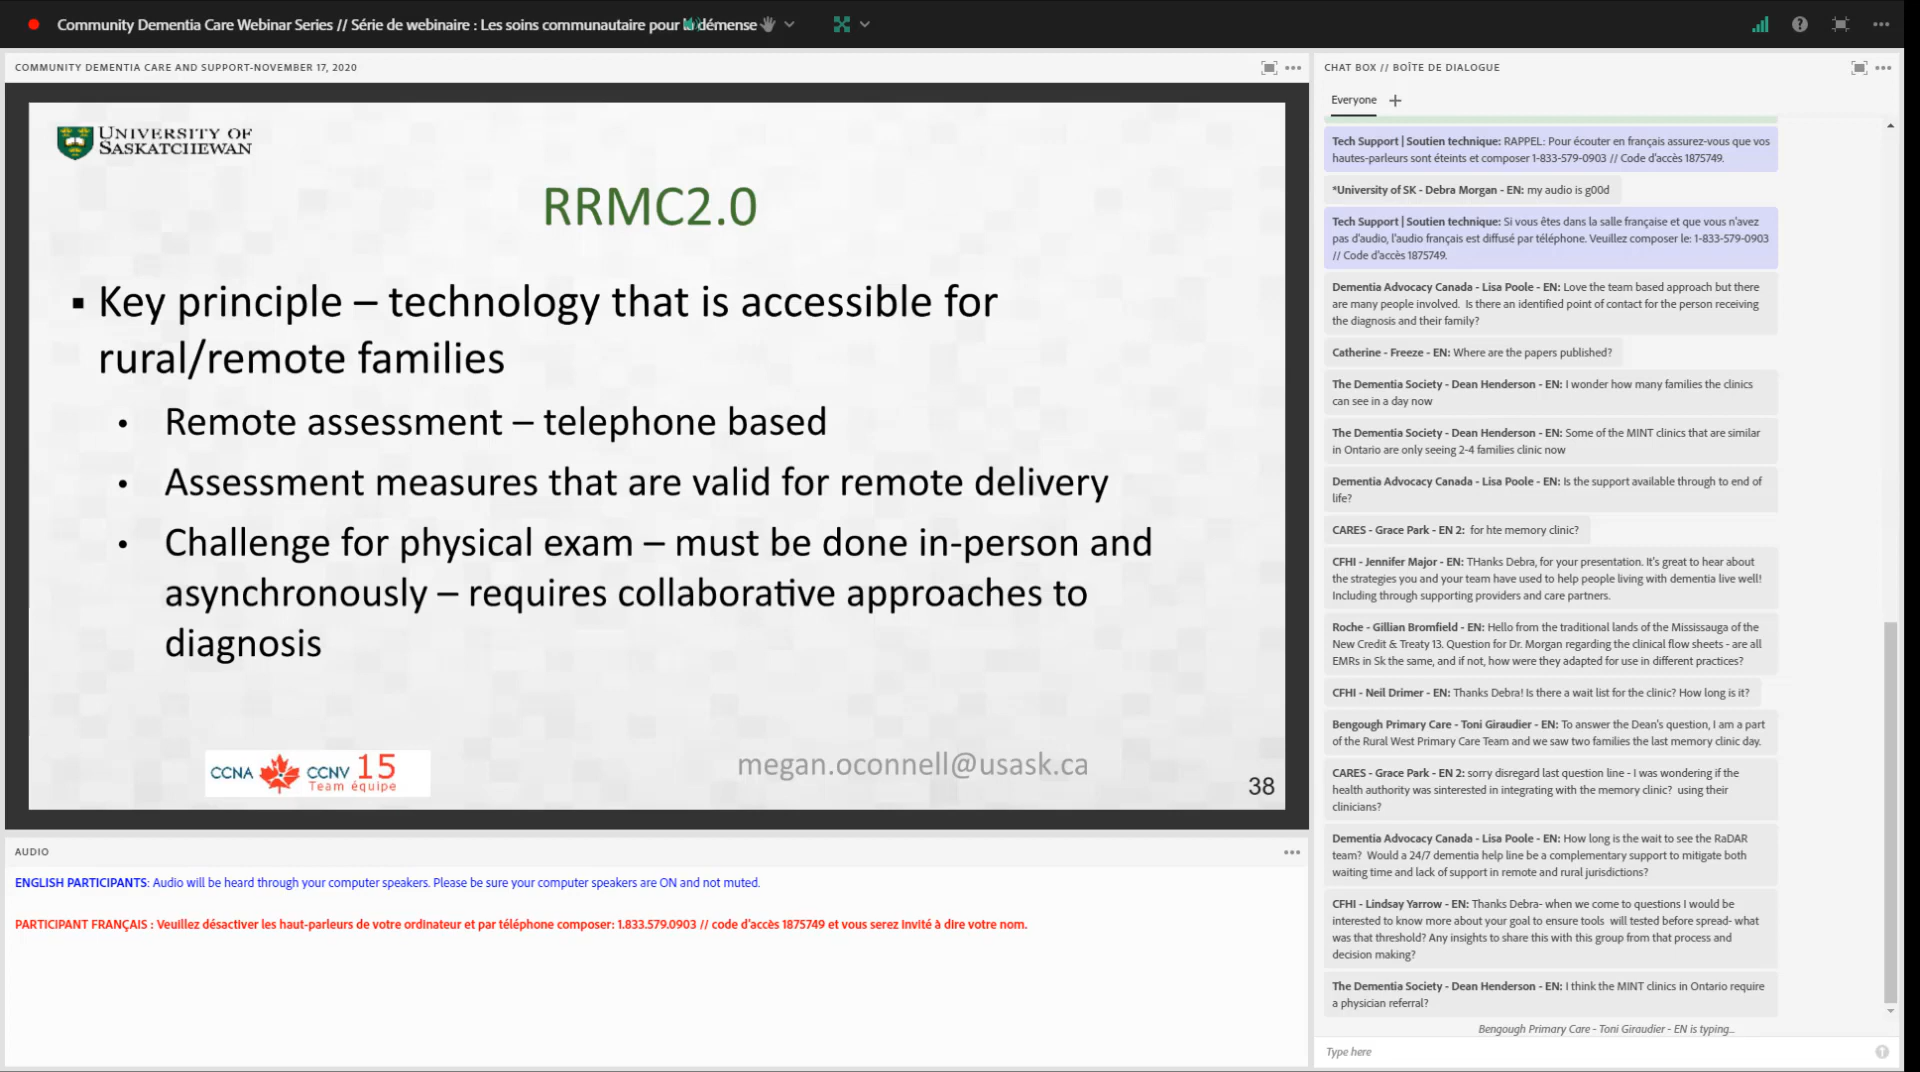 Community Dementia Care Webinar Series // Série de webinaire : Les soins communautaire pour la démense
COMMUNITY DEMENTIA CARE AND SUPPORT-NOVEMBER 17, 2020
UNIVERSITY OF
SASKATCHEWAN
RRMC2.0
▪ Key principle – technology that is accessible for
rural/remote families
• Remote assessment – telephone based
• Assessment measures that are valid for remote delivery
• Challenge for physical exam – must be done in-person and
asynchronously – requires collaborative approaches to
diagnosis
CCNA CCNV 15
Team équipe
megan.oconnell@usask.ca
38
AUDIO
ENGLISH PARTICIPANTS: Audio will be heard through your computer speakers. Please be sure your computer speakers are ON and not muted.
PARTICIPANT FRANÇAIS : Veuillez désactiver les haut-parleurs de votre ordinateur et par téléphone composer: 1.833.579.0903 // code d'accès 1875749 et vous serez invité à dire votre nom.
CHAT BOX // BOÎTE DE DIALOGUE
Everyone +
Tech Support | Soutien technique: RAPPEL: Pour écouter en français assurez-vous que vos
hautes-parleurs sont éteints et composer 1-833-579-0903 // Code d'accès 1875749.
*University of SK - Debra Morgan - EN: my audio is g00d
Tech Support | Soutien technique: Si vous êtes dans la salle française et que vous n'avez
pas d'audio, l'audio français est diffusé par téléphone. Veuillez composer le: 1-833-579-0903
// Code d'accès 1875749.
Dementia Advocacy Canada - Lisa Poole - EN: Love the team based approach but there
are many people involved. Is there an identified point of contact for the person receiving
the diagnosis and their family?
Catherine - Freeze - EN: Where are the papers published?
The Dementia Society - Dean Henderson - EN: I wonder how many families the clinics
can see in a day now
The Dementia Society - Dean Henderson - EN: Some of the MINT clinics that are similar
in Ontario are only seeing 2-4 families clinic now
Dementia Advocacy Canada - Lisa Poole - EN: Is the support available through to end of
life?
CARES - Grace Park - EN 2: for hte memory clinic?
CFHI - Jennifer Major - EN: THanks Debra, for your presentation. It's great to hear about
the strategies you and your team have used to help people living with dementia live well!
Including through supporting providers and care partners.
Roche - Gillian Bromfield - EN: Hello from the traditional lands of the Mississauga of the
New Credit & Treaty 13. Question for Dr. Morgan regarding the clinical flow sheets - are all
EMRs in Sk the same, and if not, how were they adapted for use in different practices?
CFHI - Neil Drimer - EN: Thanks Debra! Is there a wait list for the clinic? How long is it?
Bengough Primary Care - Toni Giraudier - EN: To answer the Dean's question, I am a part
of the Rural West Primary Care Team and we saw two families the last memory clinic day.
CARES - Grace Park - EN 2: sorry disregard last question line - I was wondering if the
health authority was sinterested in integrating with the memory clinic? using their
clinicians?
Dementia Advocacy Canada - Lisa Poole - EN: How long is the wait to see the RaDAR
team? Would a 24/7 dementia help line be a complementary support to mitigate both
waiting time and lack of support in remote and rural jurisdictions?
CFHI - Lindsay Yarrow - EN: Thanks Debra- when we come to questions I would be
interested to know more about your goal to ensure tools will tested before spread- what
was that threshold? Any insights to share this with this group from that process and
decision making?
The Dementia Society - Dean Henderson - EN: I think the MINT clinics in Ontario require
a physician referral?
Bengough Primary Care - Toni Giraudier - EN is typing...
Type here